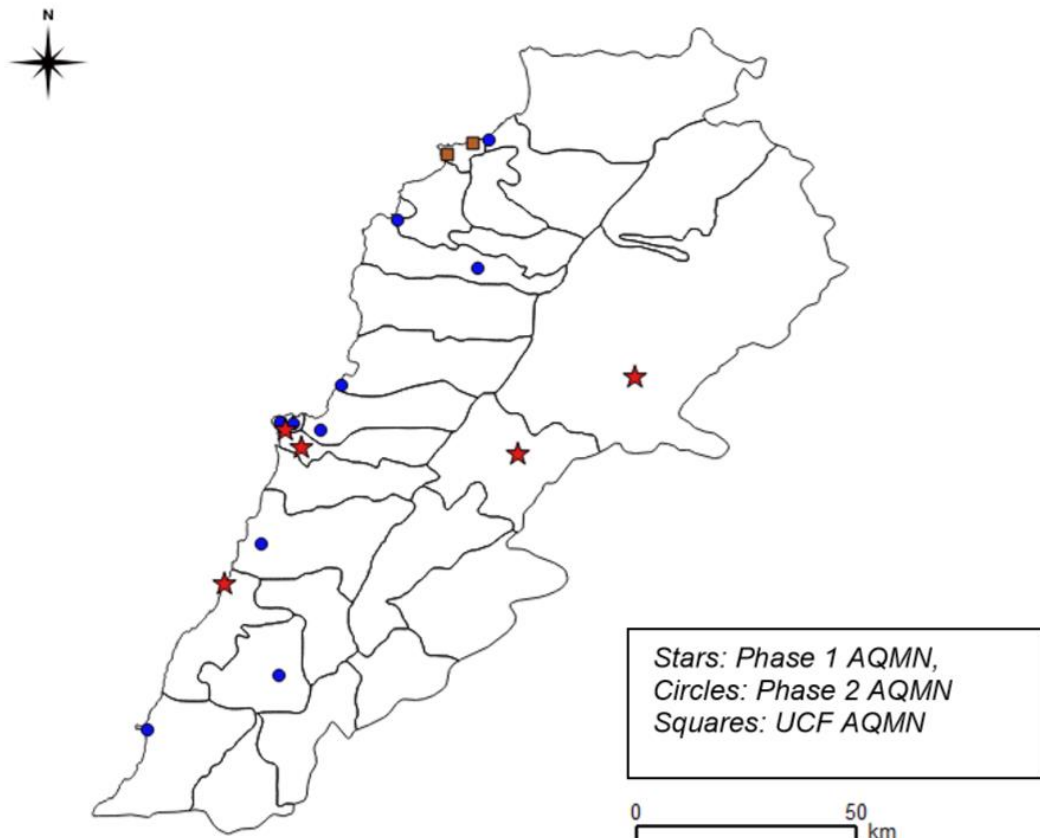 N
Stars: Phase 1 AQMN,
Circles: Phase 2 AQMN
Squares: UCF AQMN
0 50
km